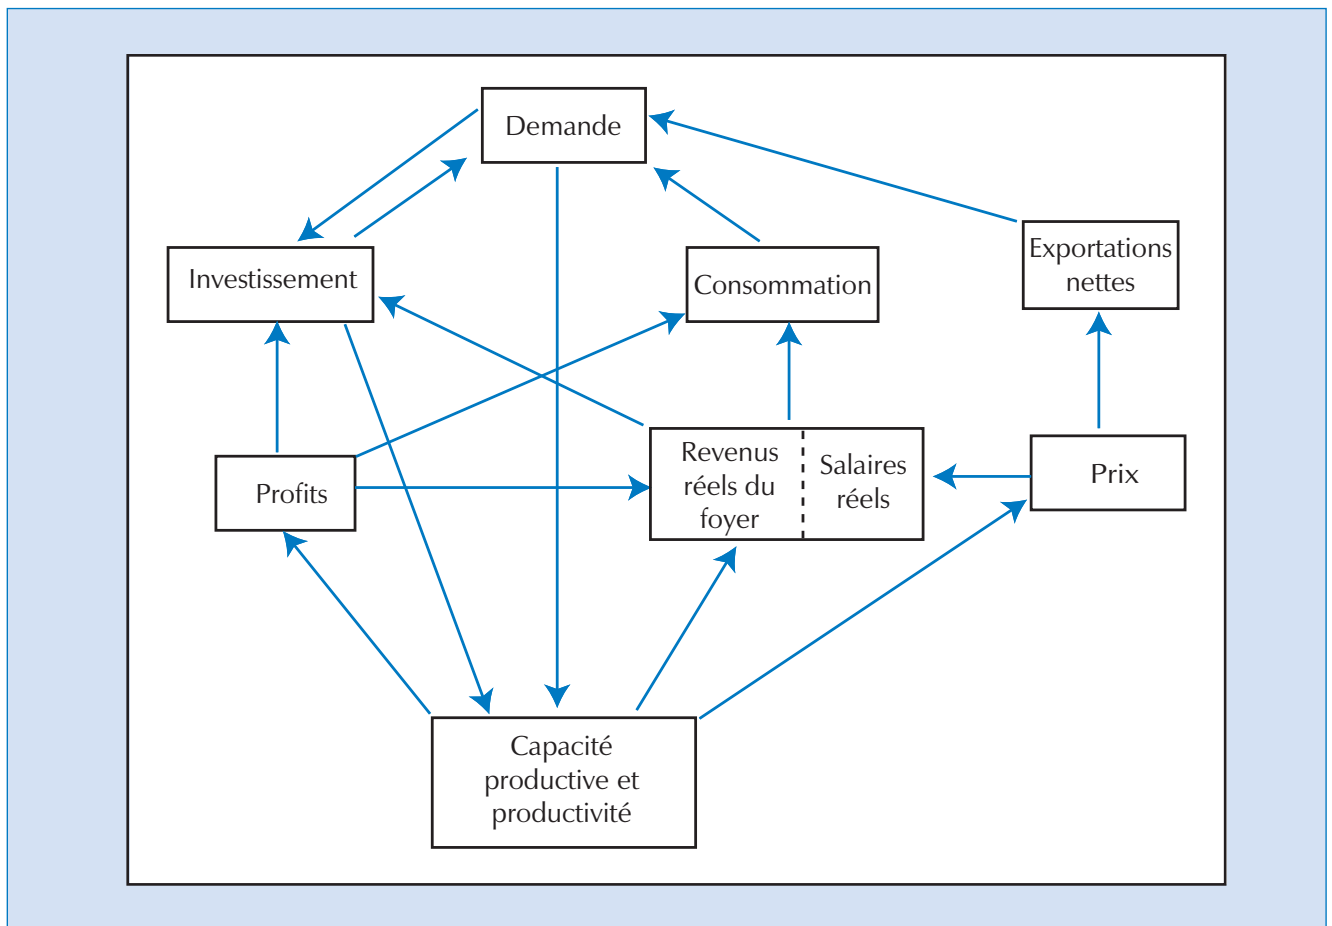 Demande
Investissement
Consommation
Exportations
nettes
Profits
Revenus
réels du
foyer
Salaires
réels
Prix
Capacité
productive et
productivité